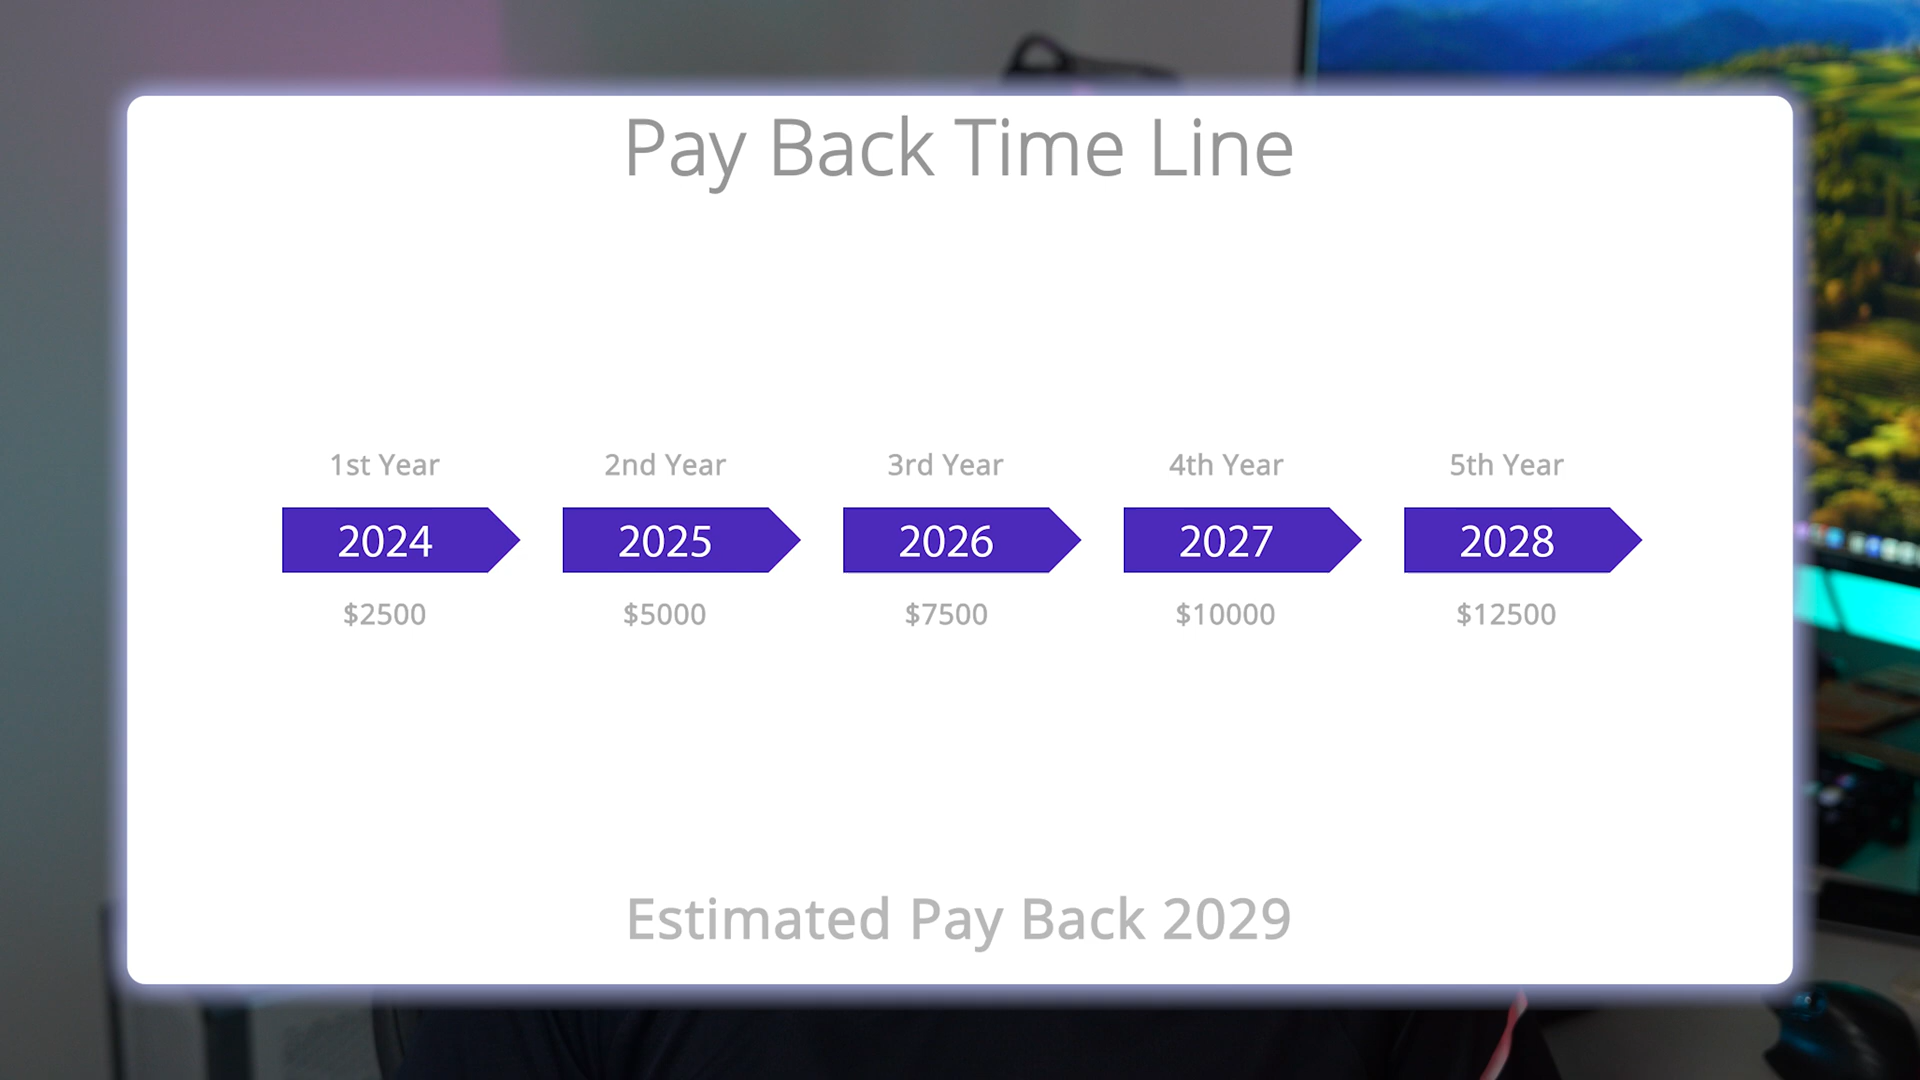 Pay Back Time Line
1st Year 2nd Year 3rd Year 4th Year 5th Year
2024 2025 2026 2027 2028
$2500 $5000 $7500 $10000 $12500
Estimated Pay Back 2029